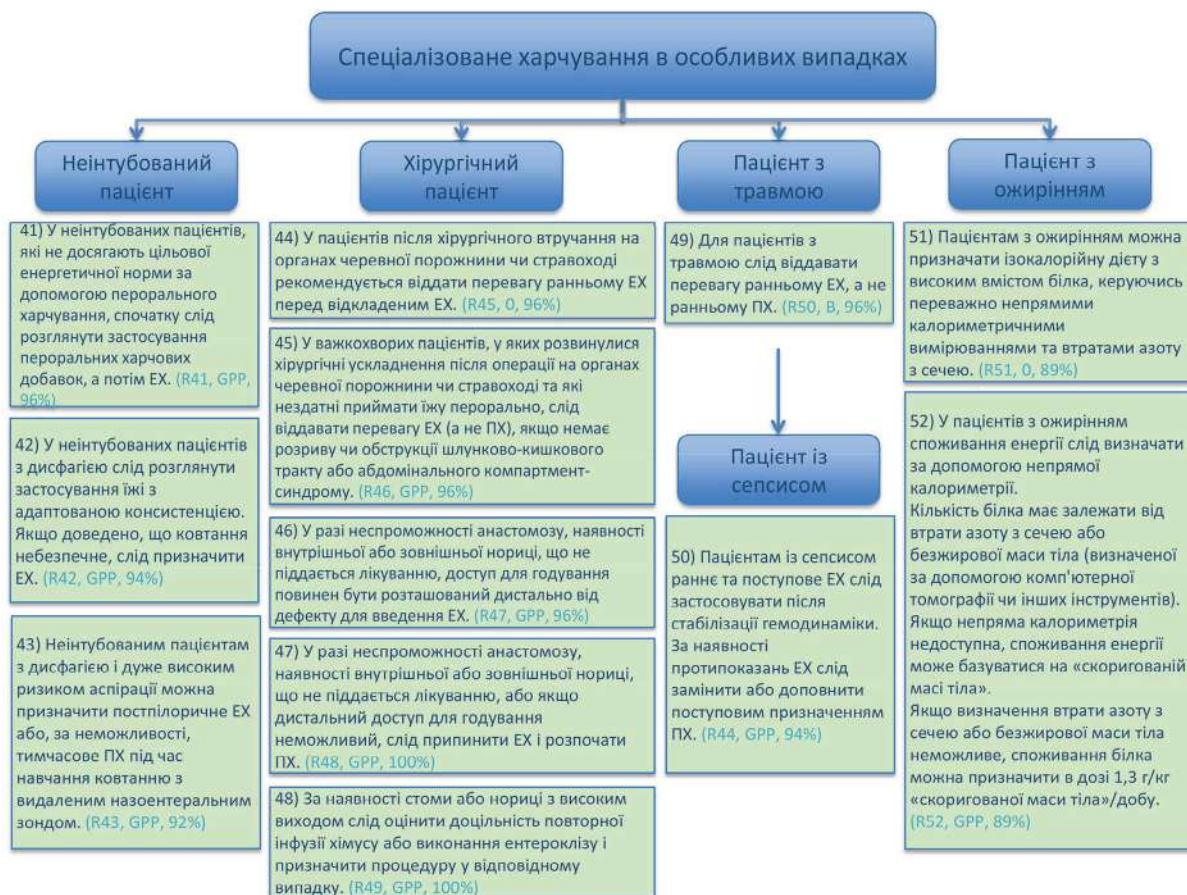 Спеціалізоване харчування в особливих випадках
Неінтубований
пацієнт
41) У неінтубованих пацієнтів,
які не досягають цільової
енергетичної норми за
допомогою перорального
харчування, спочатку слід
розглянути застосування
пероральних харчових
добавок, а потім ЕХ. (R41, GPP,
96%)
42) У неінтубованих пацієнтів
з дисфагією слід розглянути
застосування їжі з
адаптованою консистенцією.
Якщо доведено, що ковтання
небезпечне, слід призначити
ЕХ. (R42, GPP, 94%)
43) Неінтубованим пацієнтам
з дисфагією і дуже високим
ризиком аспірації можна
призначити постпілоричне ЕХ
або, за неможливості,
тимчасове ПХ під час
навчання ковтанню з
видаленим назоентеральним
зондом. (R43, GPP, 92%)
Хірургічний
пацієнт
44) У пацієнтів після хірургічного втручання на
органах черевної порожнини чи стравоході
рекомендується віддати перевагу ранньому ЕХ
перед відкладеним ЕХ. (R45, 0, 96%)
45) У важкохворих пацієнтів, у яких розвинулися
хірургічні ускладнення після операції на органах
черевної порожнини чи стравоході та які
нездатні приймати їжу перорально, слід
віддавати перевагу ЕХ (а не ПХ), якщо немає
розриву чи обструкції шлунково-кишкового
тракту або абдомінального компартмент-
синдрому. (R46, GPP, 96%)
46) У разі неспроможності анастомозу, наявності
внутрішньої або зовнішньої нориці, що не
піддається лікуванню, доступ для годування
повинен бути розташований дистально від
дефекту для введення ЕХ. (R47, GPP, 96%)
47) У разі неспроможності анастомозу,
наявності внутрішньої або зовнішньої нориці,
що не піддається лікуванню, або якщо
дистальний доступ для годування
неможливий, слід припинити ЕХ і розпочати
ПХ. (R48, GPP, 100%)
48) За наявності стоми або нориці з високим
виходом слід оцінити доцільність повторної
інфузії хімусу або виконання ентероклізу і
призначити процедуру у відповідному
випадку. (R49, GPP, 100%)
Пацієнт з
травмою
49) Для пацієнтів з
травмою слід віддавати
перевагу ранньому ЕХ, а не
ранньому ПХ. (R50, B, 96%)
Пацієнт із
сепсисом
50) Пацієнтам із сепсисом
раннє та поступове ЕХ слід
застосовувати після
стабілізації гемодинаміки.
За наявності
протипоказань ЕХ слід
замінити або доповнити
поступовим призначенням
ПХ. (R44, GPP, 94%)
Пацієнт з
ожирінням
51) Пацієнтам з ожирінням можна
призначати ізокалорійну дієту з
високим вмістом білка, керуючись
переважно непрямими
калориметричними
вимірюваннями та втратами азоту
з сечею. (R51, 0, 89%)
52) У пацієнтів з ожирінням
споживання енергії слід визначати
за допомогою непрямої
калориметрії.
Кількість білка має залежати від
втрати азоту з сечею або
безжирової маси тіла (визначеної
за допомогою комп'ютерної
томографії чи інших інструментів).
Якщо непряма калориметрія
недоступна, споживання енергії
може базуватися на «скоригованій
масі тіла».
Якщо визначення втрати азоту з
сечею або безжирової маси тіла
неможливе, споживання білка
можна призначити в дозі 1,3 г/кг
«скоригованої маси тіла»/добу.
(R52, GPP, 89%)